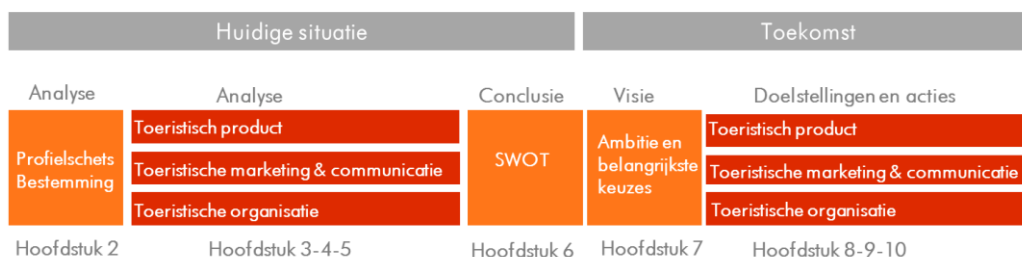 Huidige situatie
Toekomst
Analyse
Analyse
Conclusie
Visie
Doelstellingen en acties
Profielschets
Bestemming
Toeristisch product
Toeristische marketing & communicatie
Toeristische organisatie
SWOT
Ambitie en
belangrijkste
keuzes
Toeristisch product
Toeristische marketing & communicatie
Toeristische organisatie
Hoofdstuk 2
Hoofdstuk 3-4-5
Hoofdstuk 6
Hoofdstuk 7
Hoofdstuk 8-9-10